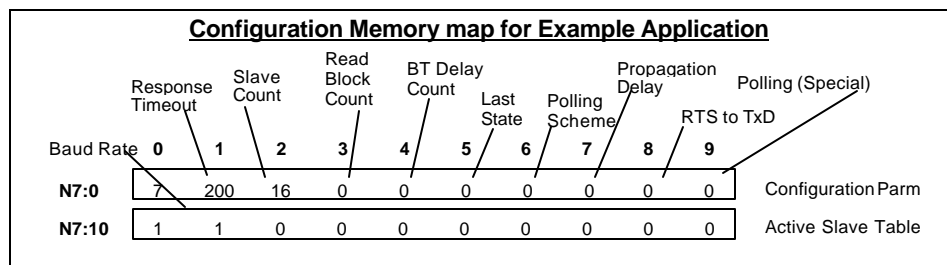 Configuration Memory map for Example Application
Response Timeout
Slave Count
Read Block Count
BT Delay Count
Last State
Polling Scheme
Propagation Delay
RTS to TxD
Polling (Special)
Baud Rate 0 1 2 3 4 5 6 7 8 9
N7:0 7 200 16 0 0 0 0 0 0 0 Configuration Parm
N7:10 1 1 0 0 0 0 0 0 0 0 Active Slave Table